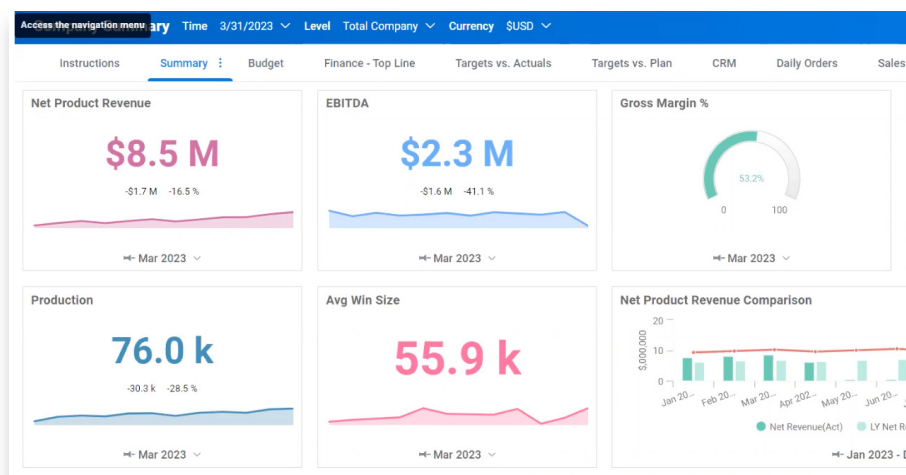 Access the navigation menu
Time 3/31/2023 Level Total Company Currency $USD
Instructions Summary Budget Finance - Top Line Targets vs. Actuals Targets vs. Plan CRM Daily Orders Sales
Net Product Revenue
$8.5 M
-$1.7 M -16.5 %
Mar 2023
EBITDA
$2.3 M
-$1.6 M -41.1 %
Mar 2023
Gross Margin %
53.2%
0 100
Mar 2023
Production
76.0 k
-30.3 k -28.5 %
Mar 2023
Avg Win Size
55.9 k
Mar 2023
Net Product Revenue Comparison
$,000,000
20
10
0
Jan 20... Feb 20... Mar 20... Apr 202... May 20... Jun 20...
Net Revenue(Act) LY Net R
Jan 2023 - D